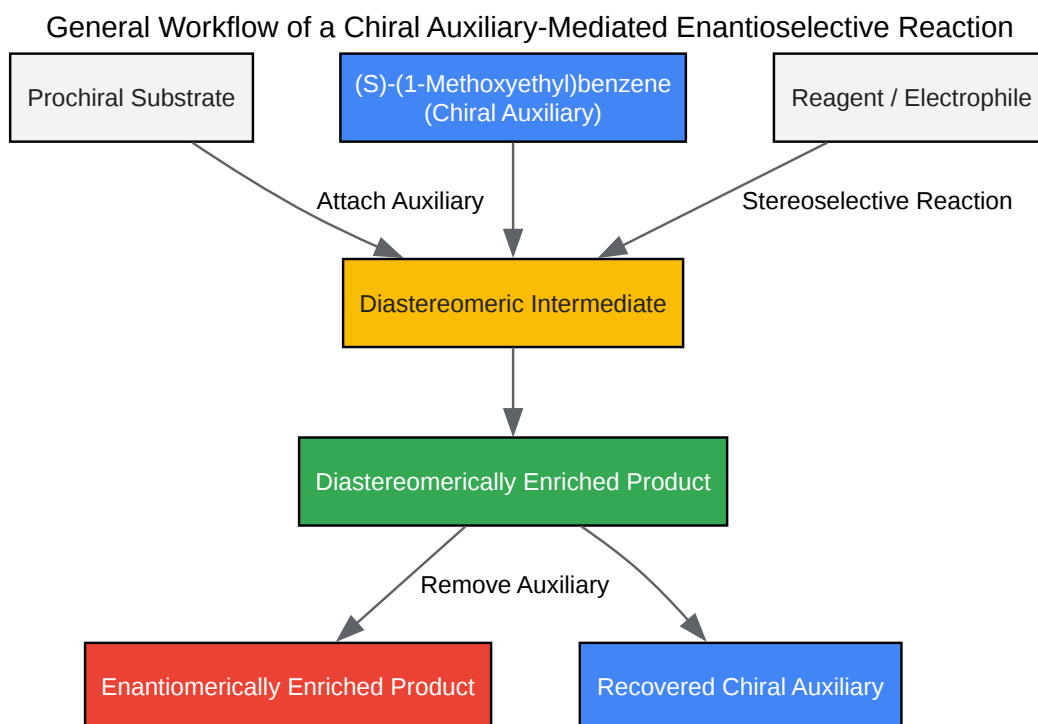 General Workflow of a Chiral Auxiliary-Mediated Enantioselective Reaction
Prochiral Substrate
(S)-(1-Methoxyethyl)benzene
(Chiral Auxiliary)
Reagent / Electrophile
Attach Auxiliary
Stereoselective Reaction
Diastereomeric Intermediate
Diastereomerically Enriched Product
Remove Auxiliary
Enantiomerically Enriched Product
Recovered Chiral Auxiliary